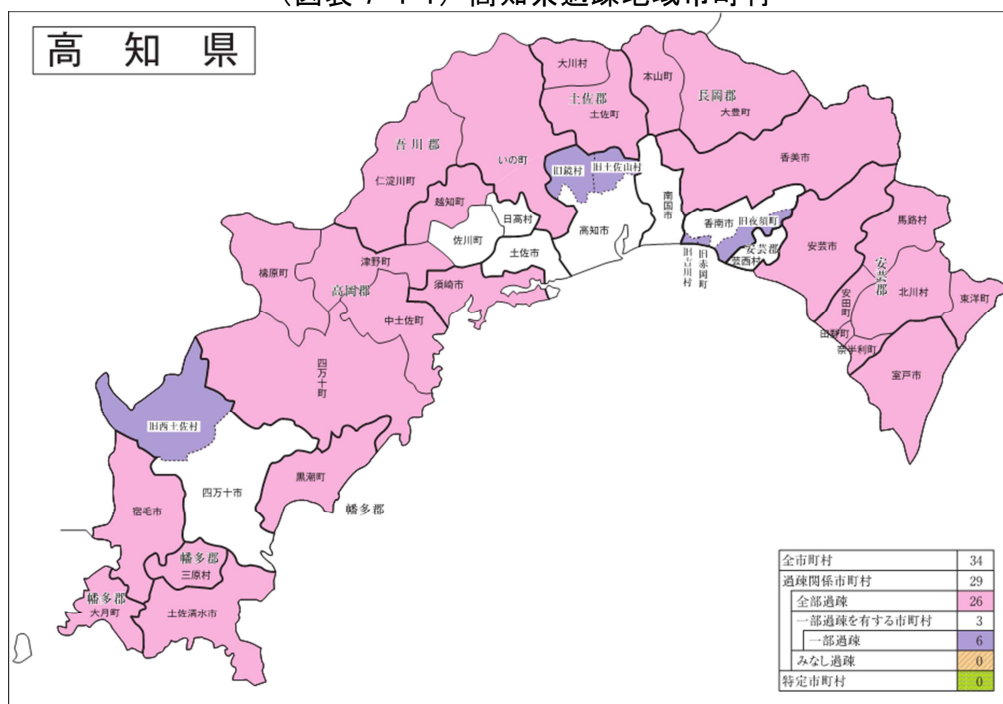 (図表 7-1-1) 高知県過疎地域市町村
高知県
大川村
本山町
土佐郡
土佐町
長岡郡
大豊町
吾川郡
いの町
旧鏡村
旧土佐山村
香美市
仁淀川町
越知町
日高村
南国市
高知市
香南市
旧夜須町
馬路村
佐川町
土佐市
安芸郡
芸西村
安芸市
旧吉川村
旧赤岡町
津野町
檮原町
高岡郡
須崎市
安芸郡
北川村
安田町
東洋町
中土佐町
田野町
奈半利町
四万十町
室戸市
旧西土佐村
黒潮町
四万十市
宿毛市
幡多郡
幡多郡
三原村
幡多郡
大月町
土佐清水市
全市町村 34
過疎関係市町村 29
全部過疎 26
一部過疎を有する市町村 3
一部過疎 6
みなし過疎 0
特定市町村 0